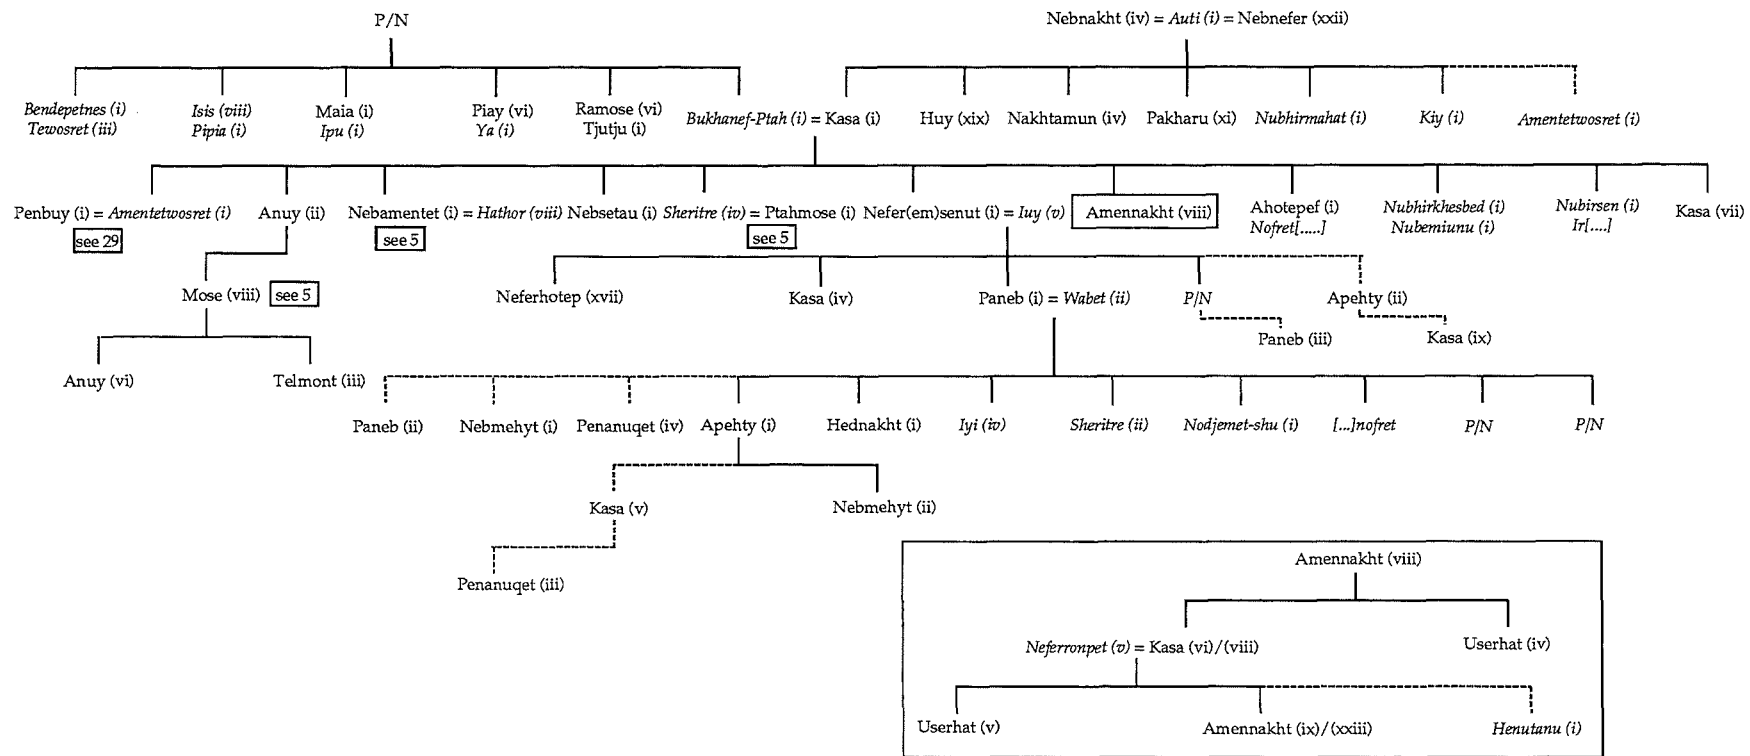 P/N
Nebnakht (iv) = Auti (i) = Nebnefer (xxii)
Bendepetnes (i) Isis (viii) Maia (i) Piay (vi) Ramose (vi) Bukhanef-Ptah (i) = Kasa (i) Huy (xix) Nakhtamun (iv) Pakharu (xi) Nubhirmahat (i) Kiy (i) Amentetwosret (i)
Tewosret (iii) Pipia (i) Ipu (i) Ya (i) Tjutju (i)
Penbuy (i) = Amentetwosret (i) Anuy (ii) Nebamentet (i) = Hathor (viii) Nebsetau (i) Sheritre (iv) = Ptahmose (i) Nefer(em)senut (i) = Iuy (v) Amennakht (viii) Ahotepef (i) Nubhirkhesbed (i) Nubirsen (i) Kasa (vii)
Nofret[.....] Nubemiunu (i) Ir[....]
see 29 see 5 see 5
Mose (viii) see 5 Neferhotep (xvii) Kasa (iv) Paneb (i) = Wabet (ii) P/N Apehty (ii)
Paneb (iii) Kasa (ix)
Anuy (vi) Telmont (iii)
Paneb (ii) Nebmehyt (i) Penanuqet (iv) Apehty (i) Hednakht (i) Iyi (iv) Sheritre (ii) Nodjemet-shu (i) [...]nofret P/N P/N
Kasa (v) Nebmehyt (ii)
Penanuqet (iii)
Amennakht (viii)
Neferronpet (v) = Kasa (vi)/(viii) Userhat (iv)
Userhat (v) Amennakht (ix)/(xxiii) Henutanu (i)